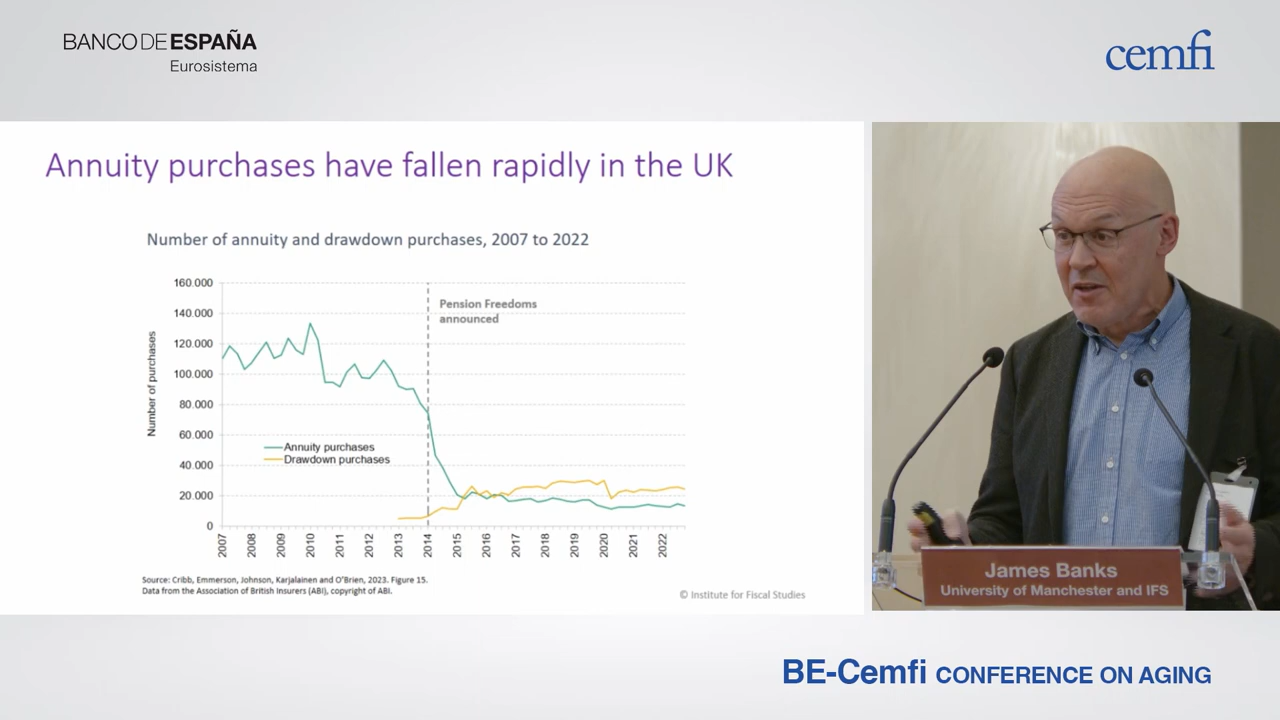 BANCO DE ESPAÑA
Eurosistema
cemfi
Annuity purchases have fallen rapidly in the UK
Number of annuity and drawdown purchases, 2007 to 2022
160.000
140.000
120.000
100.000
80.000
60.000
40.000
20.000
0
Number of purchases
Pension Freedoms
announced
Annuity purchases
Drawdown purchases
2007
2008
2009
2010
2011
2012
2013
2014
2015
2016
2017
2018
2019
2020
2021
2022
Source: Cribb, Emmerson, Johnson, Karjalainen and O'Brien, 2023. Figure 15.
Data from the Association of British Insurers (ABI), copyright of ABI.
© Institute for Fiscal Studies
James Banks
University of Manchester and IFS
BE-Cemfi CONFERENCE ON AGING